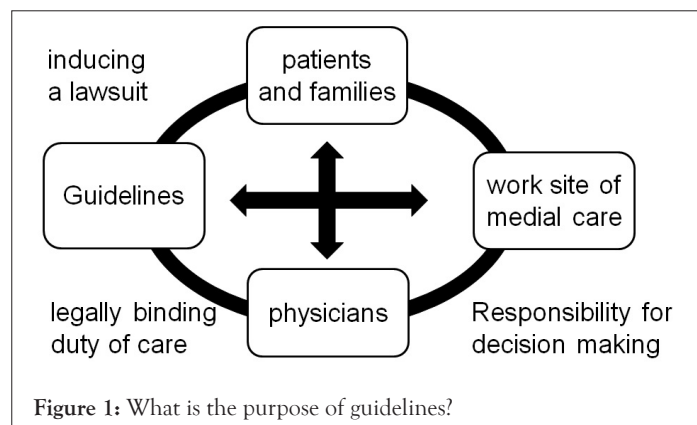 inducing
a lawsuit
patients
and families
Guidelines
work site of
medial care
legally binding
duty of care
physicians
Responsibility for
decision making
Figure 1: What is the purpose of guidelines?